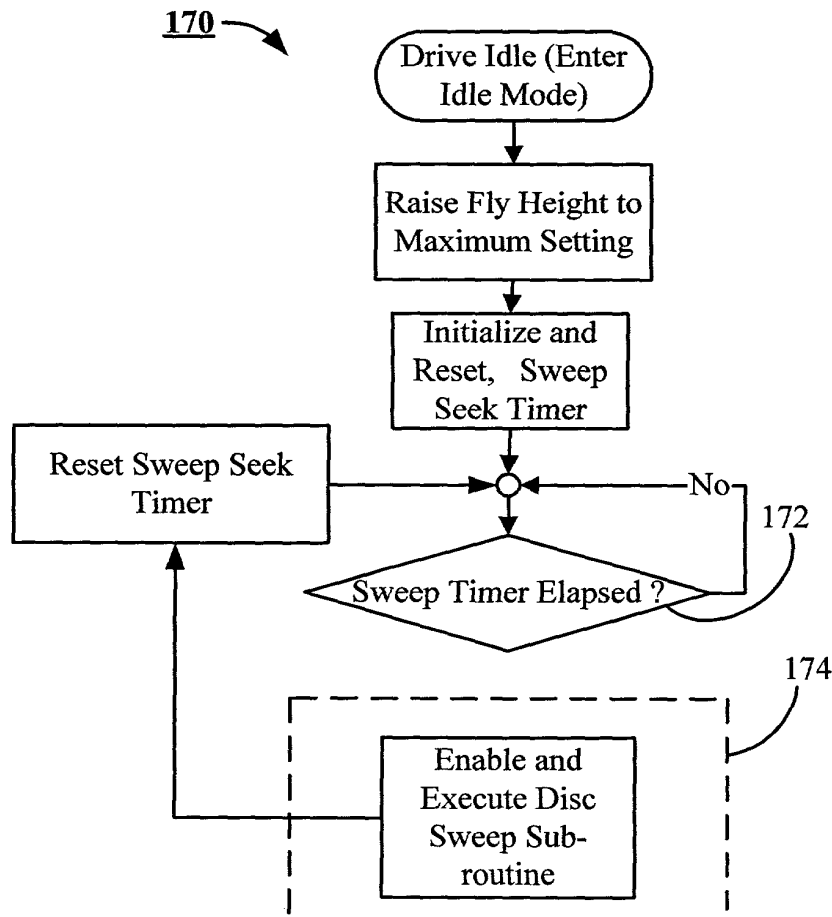 170
Drive Idle (Enter
Idle Mode)
Raise Fly Height to
Maximum Setting
Initialize and
Reset, Sweep
Seek Timer
Reset Sweep Seek
Timer
No
172
Sweep Timer Elapsed ?
174
Enable and
Execute Disc
Sweep Sub-
routine